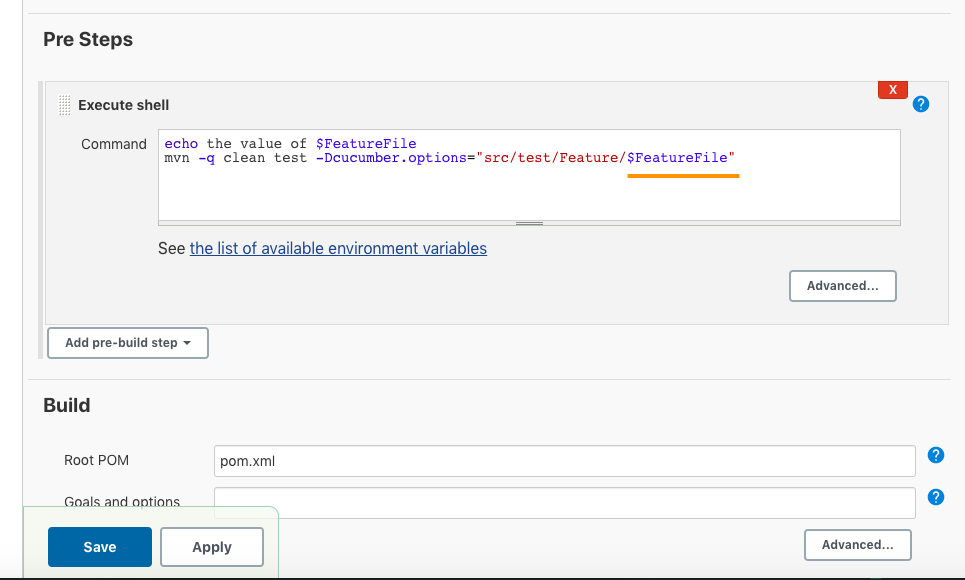 Pre Steps
X
Execute shell
?
Command
echo the value of $FeatureFile
mvn -q clean test -Dcucumber.options="src/test/Feature/$FeatureFile"
See the list of available environment variables
Advanced...
Add pre-build step
Build
Root POM
pom.xml
?
Goals and options
?
Save
Apply
Advanced...